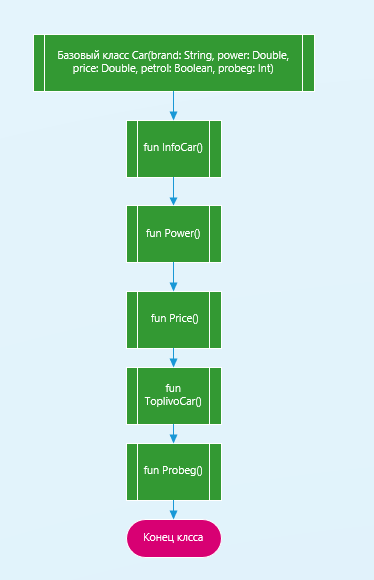 Базовый класс Car(brand: String, power: Double,
price: Double, petrol: Boolean, probeg: Int)
fun InfoCar()
fun Power()
fun Price()
fun
ToplivoCar()
fun Probeg()
Конец клсса